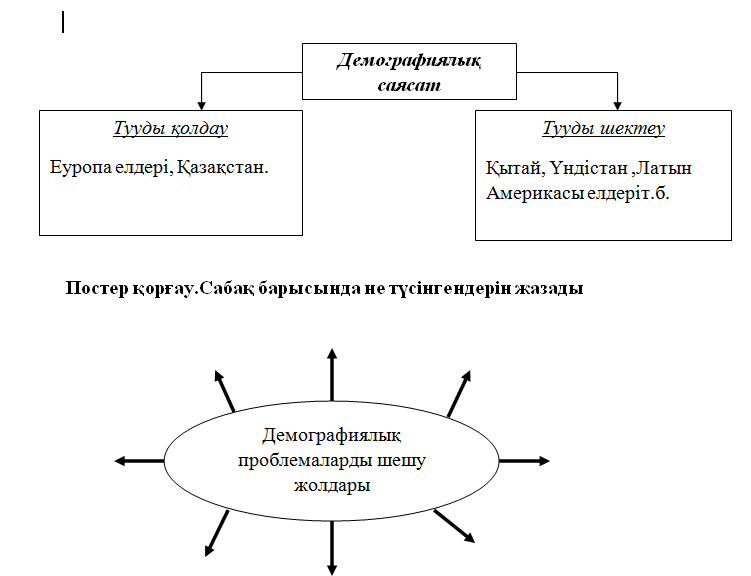 Демографиялық
саясат
Тууды қолдау
Еуропа елдері, Қазақстан.
Тууды шектеу
Қытай, Үндістан ,Латын
Америкасы елдеріт.б.
Постер қорғау.Сабақ барысында не түсінгендерін жазады
Демографиялық
проблемаларды шешу
жолдары